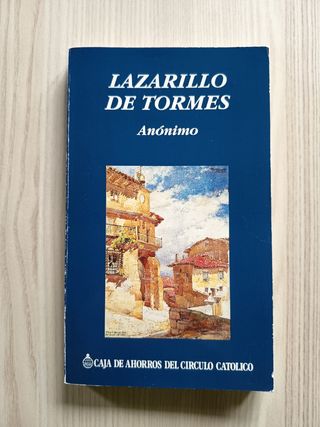 LAZARILLO
DE TORMES
Anónimo
CAJA DE AHORROS DEL CIRCULO CATOLICO